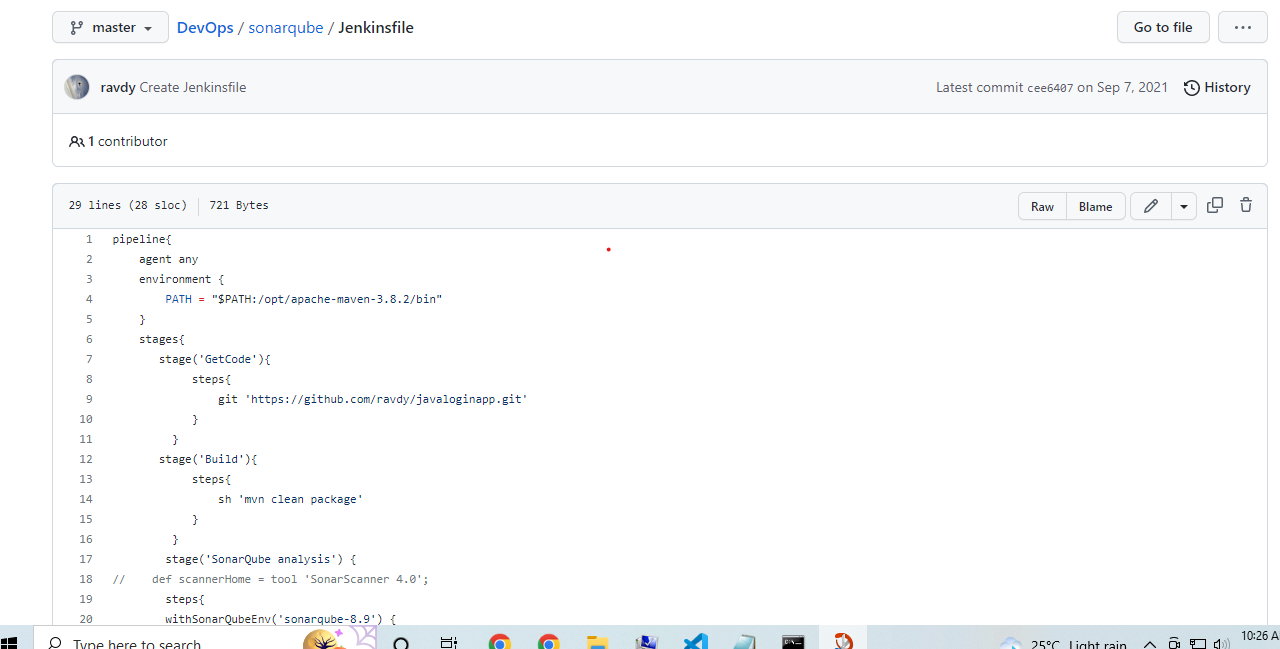 master DevOps / sonarqube / Jenkinsfile Go to file ...
ravdy Create Jenkinsfile Latest commit cee6407 on Sep 7, 2021 History
1 contributor
29 lines (28 sloc) 721 Bytes Raw Blame
1 pipeline{
2     agent any
3     environment {
4         PATH = "$PATH:/opt/apache-maven-3.8.2/bin"
5     }
6     stages{
7        stage('GetCode'){
8             steps{
9                 git 'https://github.com/ravdy/javaloginapp.git'
10             }
11          }
12        stage('Build'){
13             steps{
14                 sh 'mvn clean package'
15             }
16          }
17         stage('SonarQube analysis') {
18 //    def scannerHome = tool 'SonarScanner 4.0';
19         steps{
20         withSonarQubeEnv('sonarqube-8.9') {
Type here to search 25°C Light rain 10:26 A